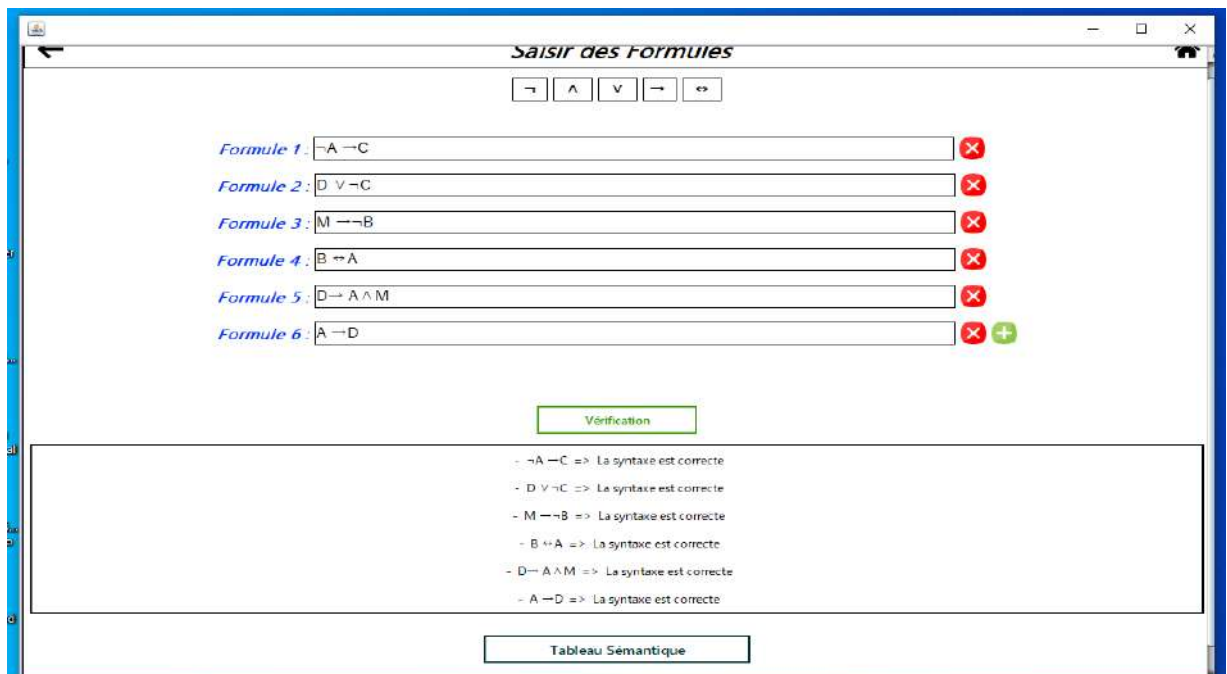 Saisir des Formules
¬ ∧ ∨ → ↔
Formule 1 : ¬A →C
Formule 2 : D ∨ ¬C
Formule 3 : M →¬B
Formule 4 : B ↔A
Formule 5 : D→ A ∧ M
Formule 6 : A →D
Vérification
- ¬A →C => La syntaxe est correcte
- D ∨ ¬C => La syntaxe est correcte
- M →¬B => La syntaxe est correcte
- B ↔A => La syntaxe est correcte
- D→ A ∧ M => La syntaxe est correcte
- A →D => La syntaxe est correcte
Tableau Sémantique